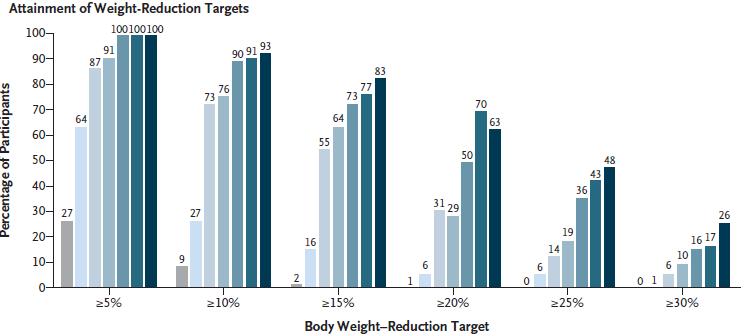 Attainment of Weight-Reduction Targets
Percentage of Participants
100
90
80
70
60
50
40
30
20
10
0
27 64 87 91 100 100 100
9 27 73 76 90 91 93
2 16 55 64 73 77 83
1 6 31 29 50 70 63
0 6 14 19 36 43 48
0 1 6 10 16 17 26
≥5% ≥10% ≥15% ≥20% ≥25% ≥30%
Body Weight–Reduction Target